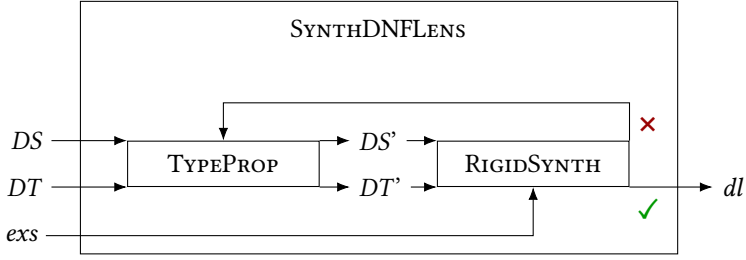 SYNTHDNFLENS
DS DS' 
TYPEPROP RIGIDSYNTH
DT DT' dl
exs